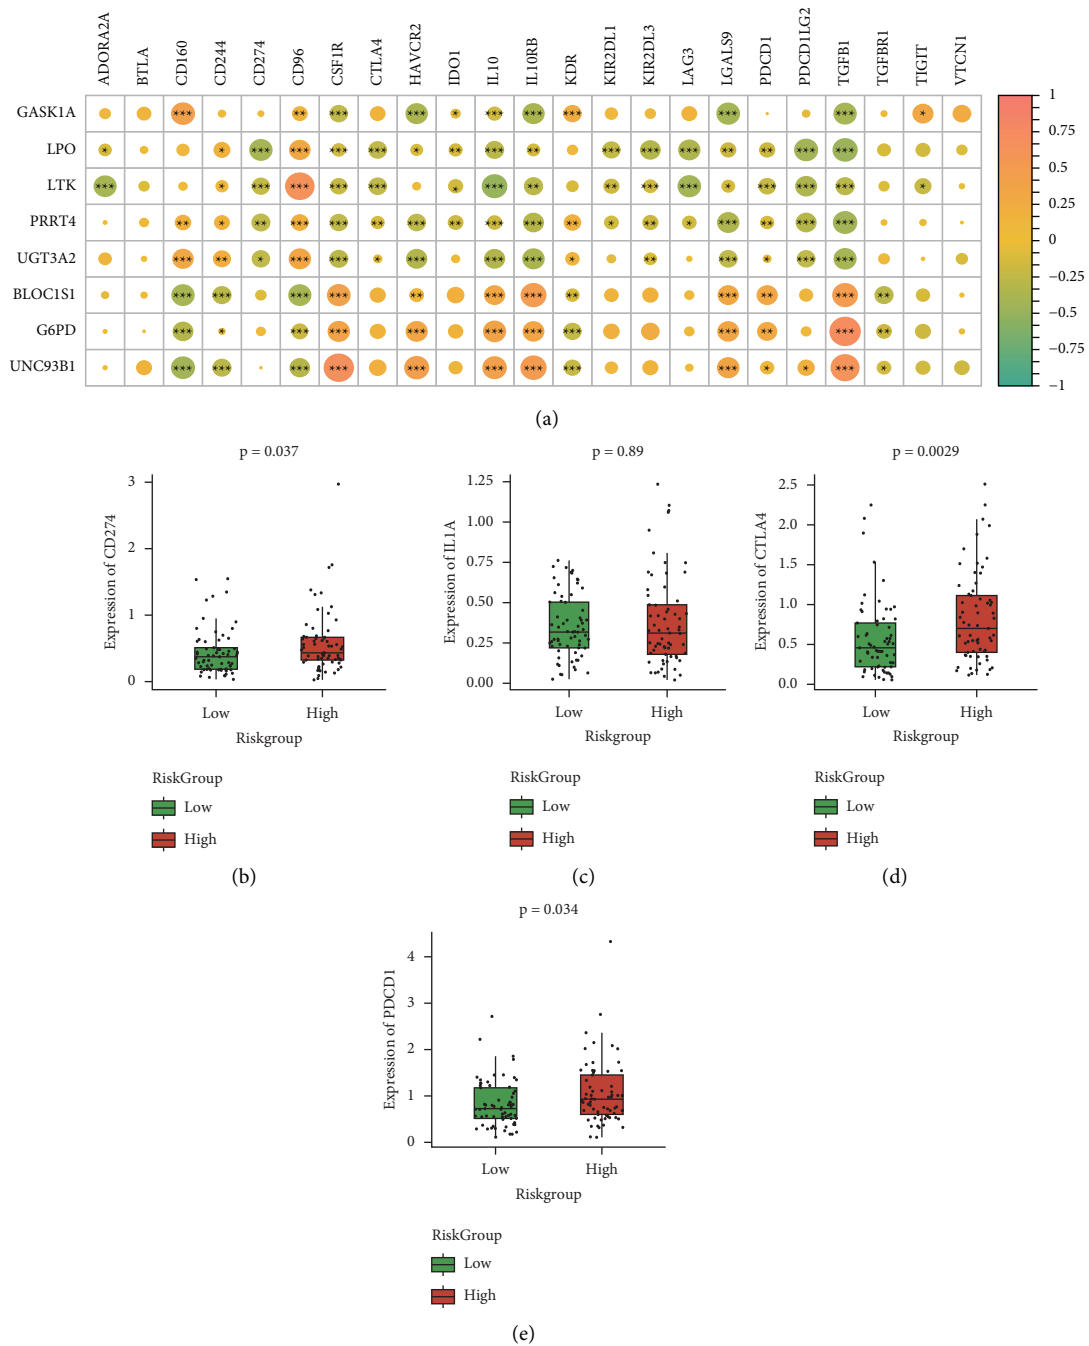 ADORA2A BTLA CD160 CD244 CD274 CD96 CSF1R CTLA4 HAVCR2 IDO1 IL10 IL10RB KDR KIR2DL1 KIR2DL3 LAG3 LGALS9 PDCD1 PDCD1LG2 TGFB1 TGFBR1 TIGIT VTCN1
GASK1A *** ** *** *** * *** *** *** *** *** *
LPO * * *** *** *** *** * ** *** ** *** *** *** ** ** *** ***
LTK *** * *** *** *** *** * *** ** ** *** *** * *** *** *** *
PRRT4 ** * ** *** *** ** *** ** *** *** ** * ** * *** ** *** ***
UGT3A2 *** ** * *** *** * *** *** *** * ** *** * *** ***
BLOC1S1 *** *** *** *** ** *** *** ** *** ** *** **
G6PD *** * *** *** *** *** *** *** *** ** *** **
UNC93B1 *** *** *** *** *** *** *** *** *** * * *** *
1
0.75
0.5
0.25
0
−0.25
−0.5
−0.75
−1
(a)
p = 0.037
Expression of CD274
3
2
1
0
Low High
Riskgroup
RiskGroup
Low
High
(b)
p = 0.89
Expression of IL1A
1.25
1.00
0.75
0.50
0.25
0.00
Low High
Riskgroup
RiskGroup
Low
High
(c)
p = 0.0029
Expression of CTLA4
2.5
2.0
1.5
1.0
0.5
0.0
Low High
Riskgroup
RiskGroup
Low
High
(d)
p = 0.034
Expression of PDCD1
4
3
2
1
0
Low High
Riskgroup
RiskGroup
Low
High
(e)